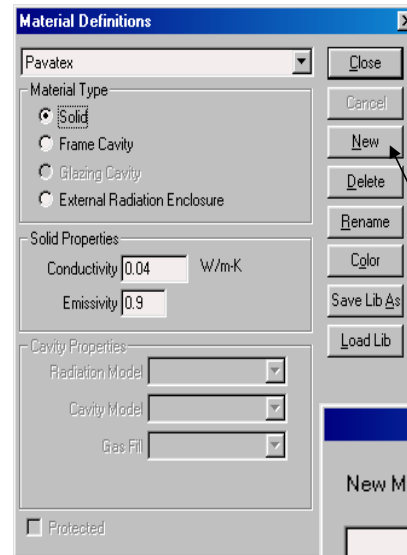 Material Definitions
Pavatex
Close
Material Type
Cancel
Solid
Frame Cavity
New
Glazing Cavity
Delete
External Radiation Enclosure
Rename
Solid Properties
Conductivity 0.04 W/m-K
Color
Emissivity 0.9
Save Lib As
Load Lib
Cavity Properties
Radiation Model
Cavity Model
Gas Fill
New M
Protected